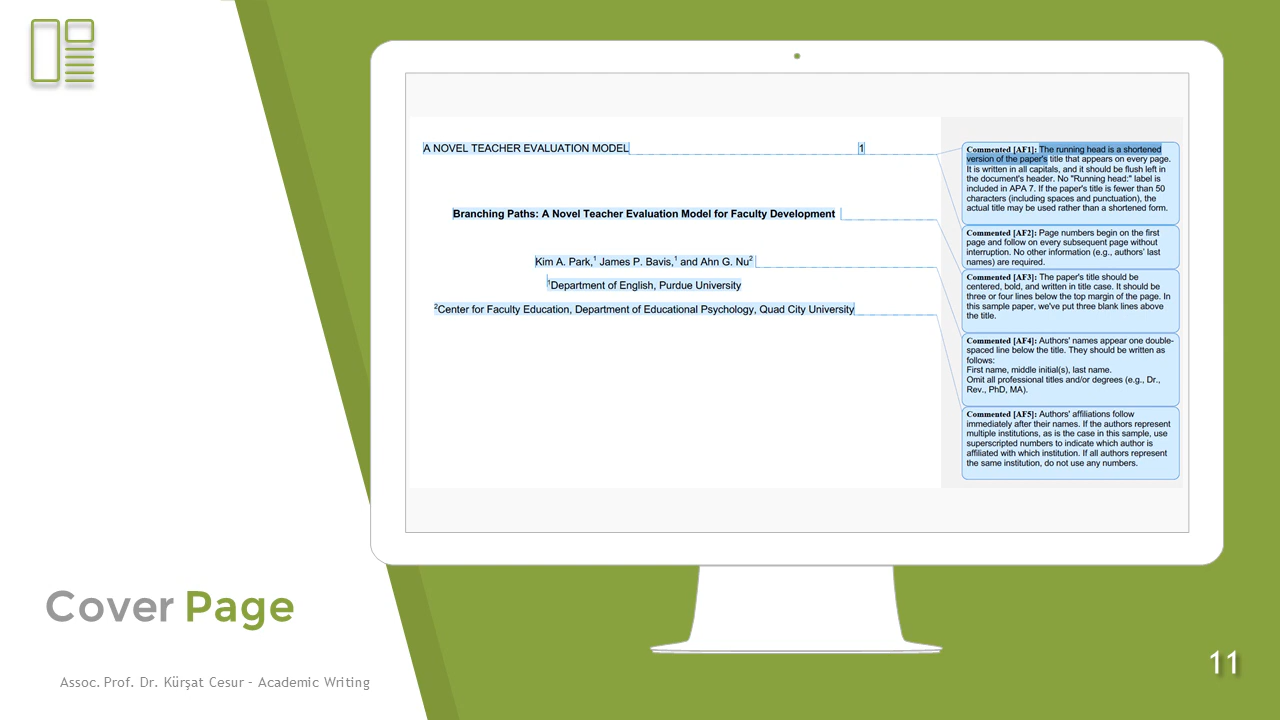 A NOVEL TEACHER EVALUATION MODEL 1
Branching Paths: A Novel Teacher Evaluation Model for Faculty Development
Kim A. Park,¹ James P. Bavis,¹ and Ahn G. Nu²
¹Department of English, Purdue University
²Center for Faculty Education, Department of Educational Psychology, Quad City University
Commented [AF1]: The running head is a shortened
version of the paper's title that appears on every page.
It is written in all capitals, and it should be flush left in
the document's header. No "Running head:" label is
included in APA 7. If the paper's title is fewer than 50
characters (including spaces and punctuation), the
actual title may be used rather than a shortened form.
Commented [AF2]: Page numbers begin on the first
page and follow on every subsequent page without
interruption. No other information (e.g., authors' last
names) are required.
Commented [AF3]: The paper's title should be
centered, bold, and written in title case. It should be
three or four lines below the top margin of the page. In
this sample paper, we've put three blank lines above
the title.
Commented [AF4]: Authors' names appear one double-
spaced line below the title. They should be written as
follows:
First name, middle initial(s), last name.
Omit all professional titles and/or degrees (e.g., Dr.,
Rev., PhD, MA).
Commented [AF5]: Authors' affiliations follow
immediately after their names. If the authors represent
multiple institutions, as is the case in this sample, use
superscripted numbers to indicate which author is
affiliated with which institution. If all authors represent
the same institution, do not use any numbers.
Cover Page
Assoc. Prof. Dr. Kürşat Cesur - Academic Writing
11